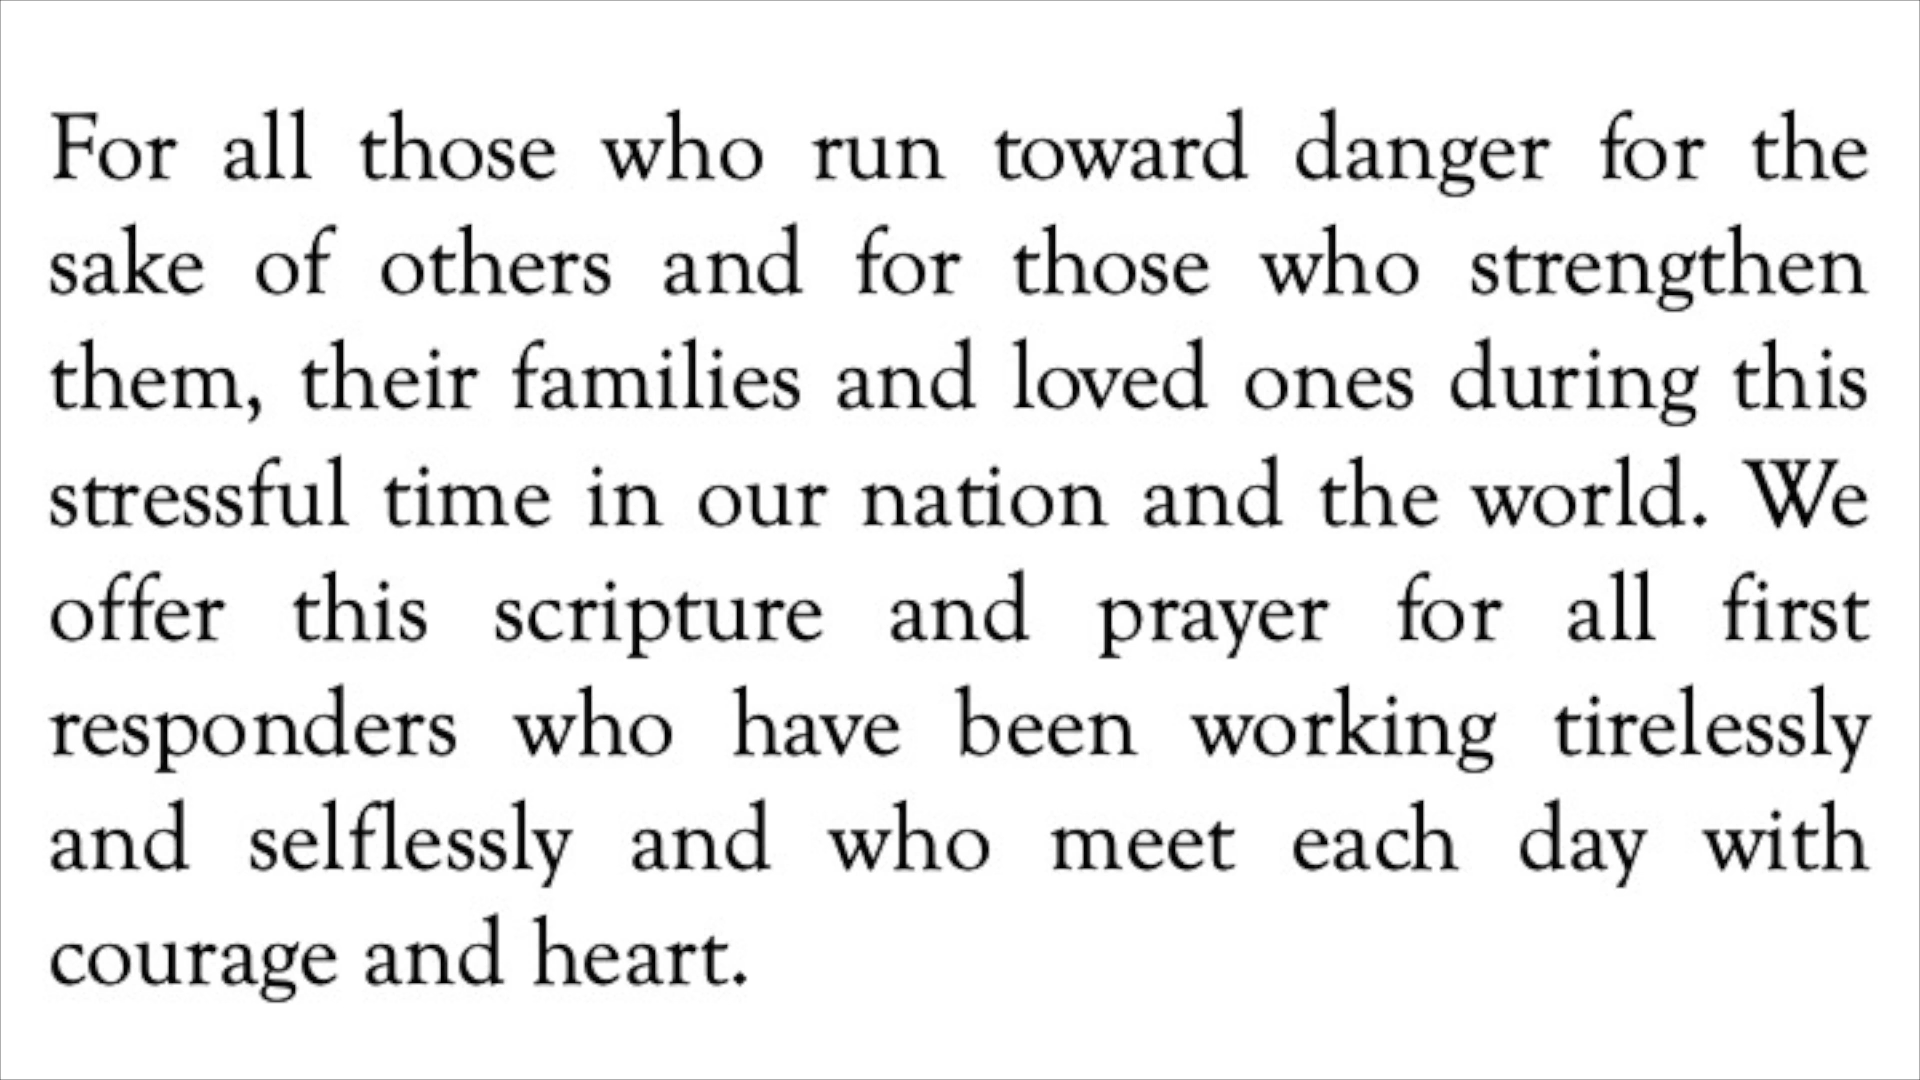 For all those who run toward danger for the
sake of others and for those who strengthen
them, their families and loved ones during this
stressful time in our nation and the world. We
offer this scripture and prayer for all first
responders who have been working tirelessly
and selflessly and who meet each day with
courage and heart.